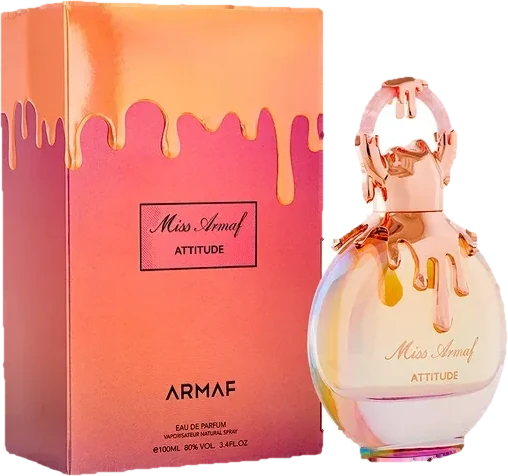 Miss Armaf
ATTITUDE
ARMAF
EAU DE PARFUM
VAPORISATEUR NATURAL SPRAY
℮100ML 80% VOL. 3.4FL.OZ
Miss Armaf
ATTITUDE